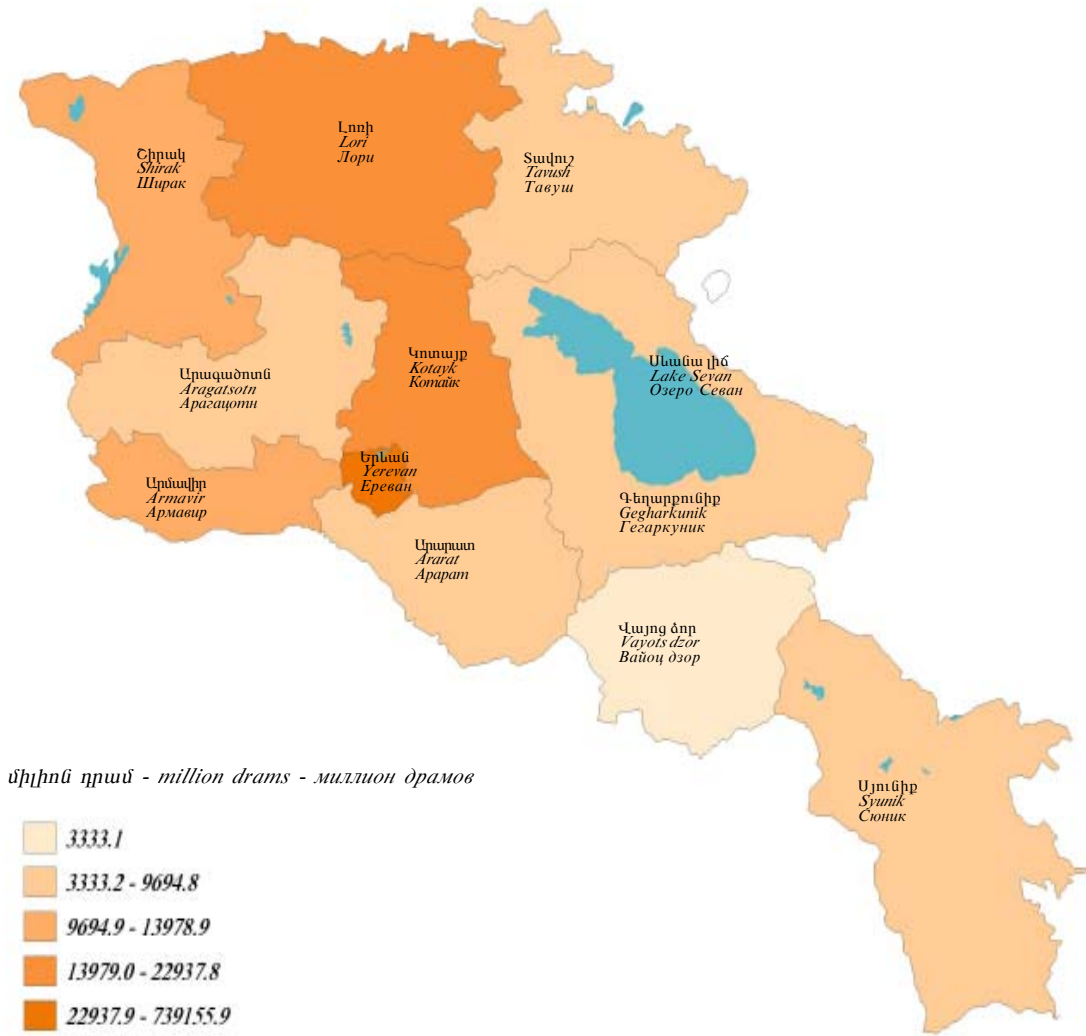 Լոռի
Lori
Лори
Շիրակ
Shirak
Ширак
Տավուշ
Tavush
Тавуш
Սևանա լիճ
Lake Sevan
Озеро Севан
Կոտայք
Kotayk
Котайк
Արագածոտն
Aragatsotn
Арагацотн
Երևան
Yerevan
Ереван
Արմավիր
Armavir
Армавир
Գեղարքունիք
Gegharkunik
Гегаркуник
Արարատ
Ararat
Арарат
Վայոց ձոր
Vayots dzor
Вайоц дзор
Սյունիք
Syunik
Сюник
միլիոն դրամ - million drams - миллион драмов
3333.1
3333.2 - 9694.8
9694.9 - 13978.9
13979.0 - 22937.8
22937.9 - 739155.9